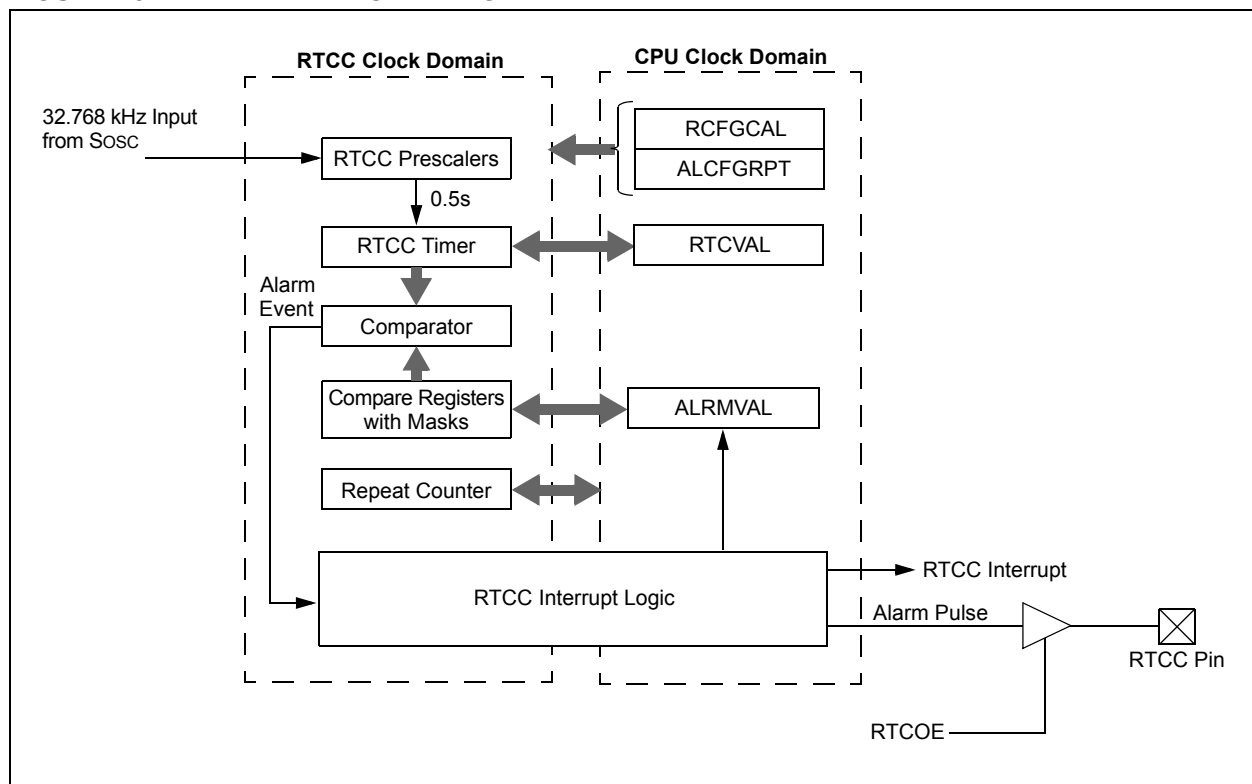 RTCC Clock Domain
CPU Clock Domain
32.768 kHz Input
from SOSC
RTCC Prescalers
0.5s
RTCC Timer
Alarm
Event
Comparator
Compare Registers
with Masks
Repeat Counter
RCFGCAL
ALCFGRPT
RTCVAL
ALRMVAL
RTCC Interrupt Logic
RTCC Interrupt
Alarm Pulse
RTCC Pin
RTCOE